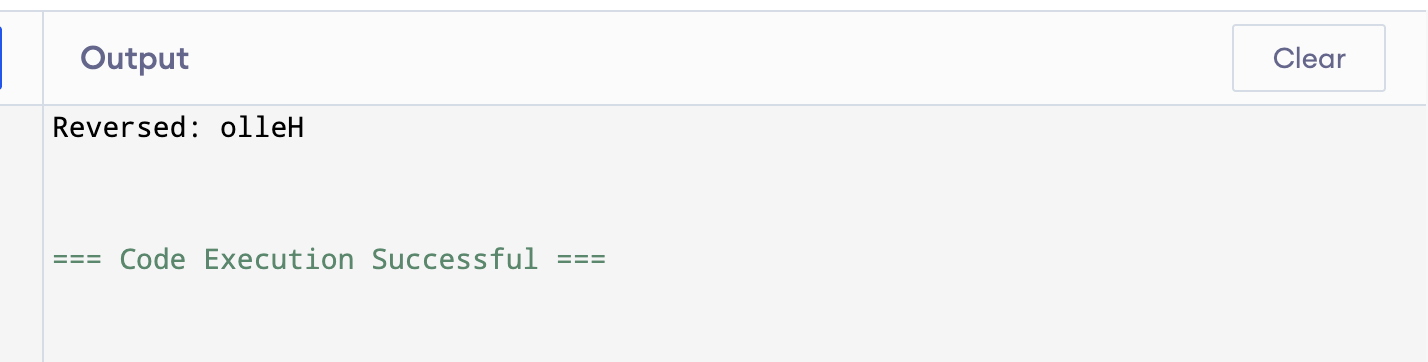 Output
Clear
Reversed: olleH
=== Code Execution Successful ===